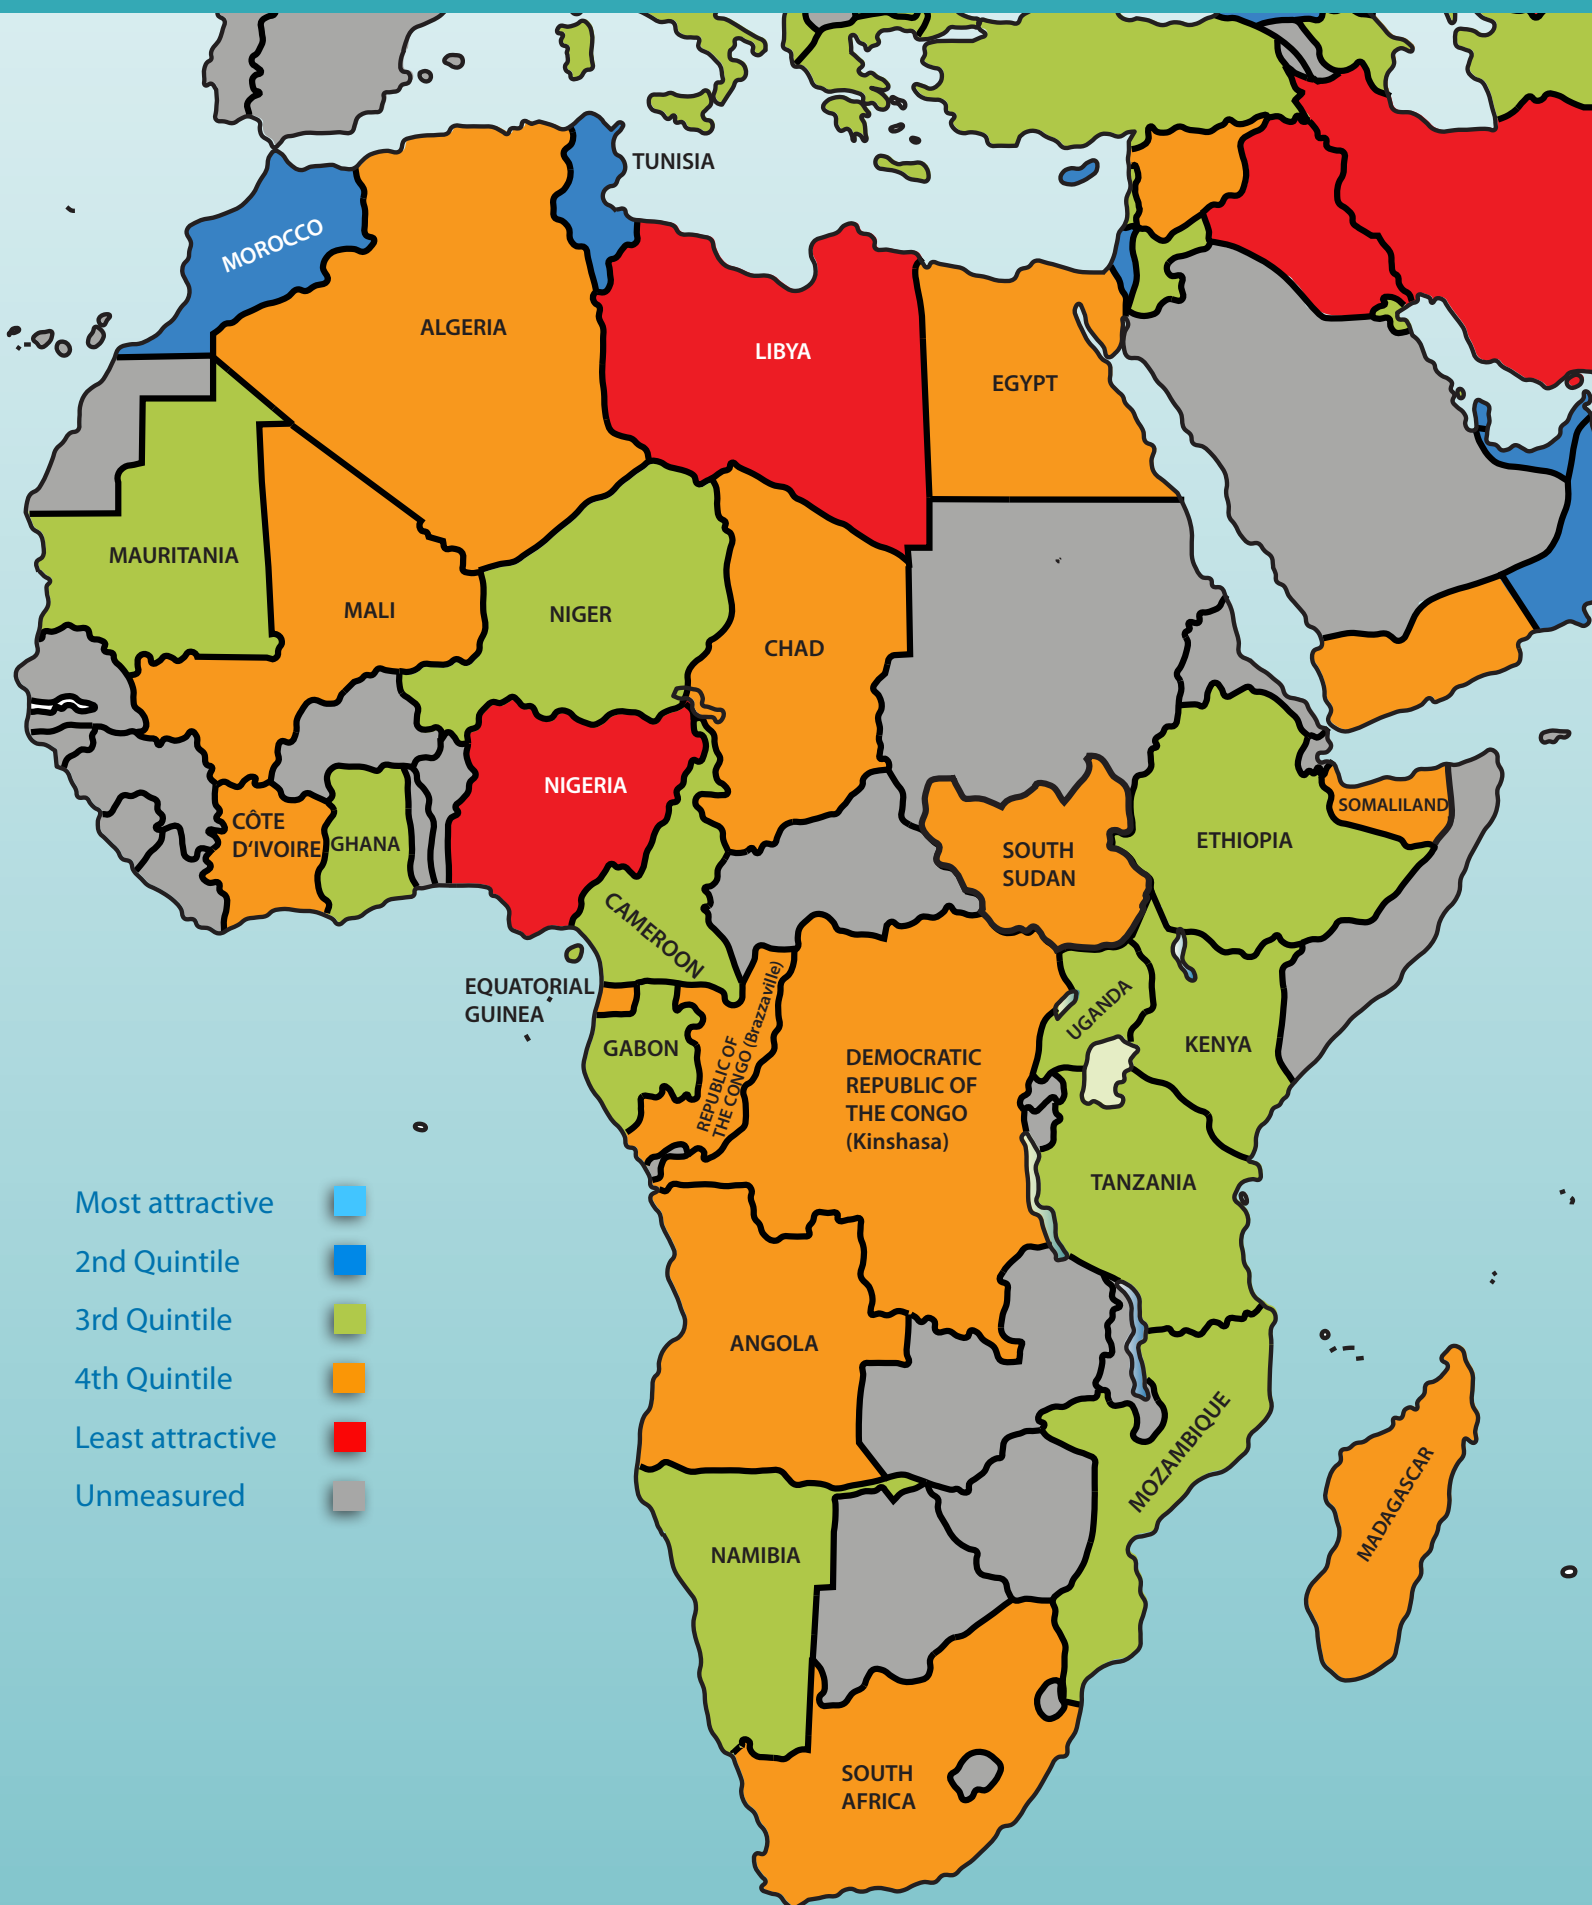 TUNISIA
MOROCCO
ALGERIA
LIBYA
EGYPT
MAURITANIA
MALI
NIGER
CHAD
NIGERIA
SOMALILAND
CÔTE
D'IVOIRE
GHANA
ETHIOPIA
SOUTH
SUDAN
CAMEROON
EQUATORIAL
GUINEA
UGANDA
KENYA
GABON
REPUBLIC OF
THE CONGO (Brazzaville)
DEMOCRATIC
REPUBLIC OF
THE CONGO
(Kinshasa)
TANZANIA
Most attractive
2nd Quintile
3rd Quintile
4th Quintile
Least attractive
Unmeasured
ANGOLA
MOZAMBIQUE
MADAGASCAR
NAMIBIA
SOUTH
AFRICA